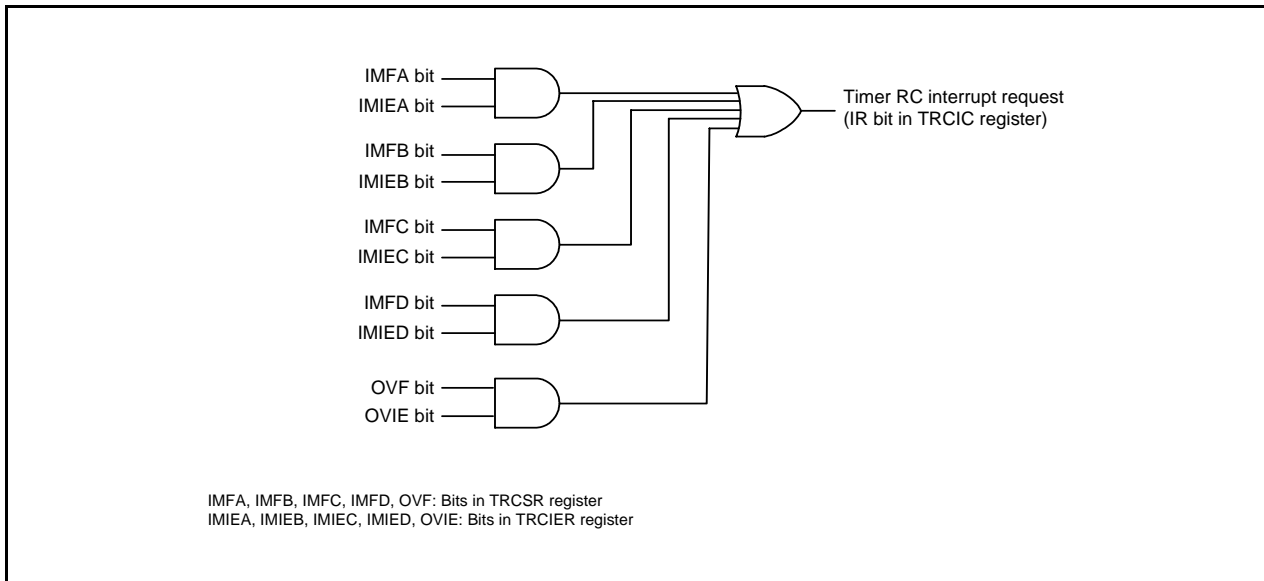 IMFA bit
IMIEA bit
Timer RC interrupt request
(IR bit in TRCIC register)
IMFB bit
IMIEB bit
IMFC bit
IMIEC bit
IMFD bit
IMIED bit
OVF bit
OVIE bit
IMFA, IMFB, IMFC, IMFD, OVF: Bits in TRCSR register
IMIEA, IMIEB, IMIEC, IMIED, OVIE: Bits in TRCIER register